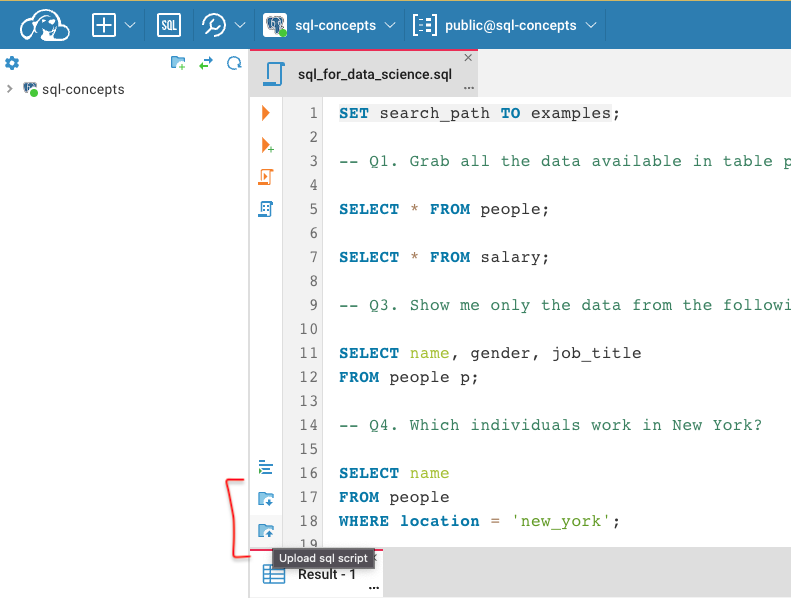 SQL
sql-concepts
public@sql-concepts
sql-concepts
sql_for_data_science.sql
1 SET search_path TO examples;
2
3 -- Q1. Grab all the data available in table p
4
5 SELECT * FROM people;
6
7 SELECT * FROM salary;
8
9 -- Q3. Show me only the data from the followi
10
11 SELECT name, gender, job_title
12 FROM people p;
13
14 -- Q4. Which individuals work in New York?
15
16 SELECT name
17 FROM people
18 WHERE location = 'new_york';
19
Upload sql script
Result - 1